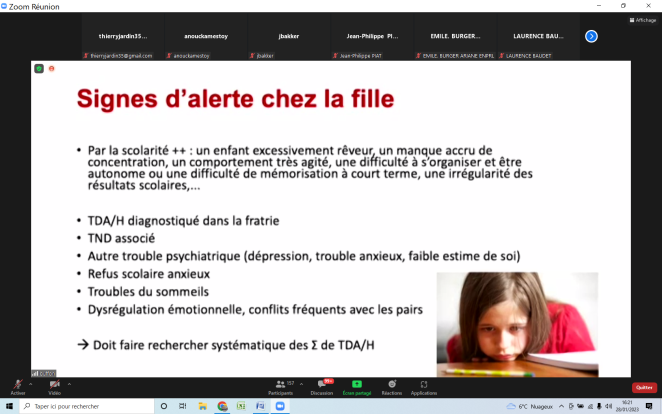 Zoom Réunion
Affichage
thierryjardin35...
anouckamestoy
jbakker
Jean-Philippe PI...
EMILE. BURGER...
LAURENCE BAU...
thierryjardin35@gmail.com
anouckamestoy
jbakker
Jean-Philippe PIAT
EMILE. BURGER ARIANE ENPRL
LAURENCE BAUDET
Signes d’alerte chez la fille
• Par la scolarité ++ : un enfant excessivement rêveur, un manque accru de
concentration, un comportement très agité, une difficulté à s’organiser et être
autonome ou une difficulté de mémorisation à court terme, une irrégularité des
résultats scolaires,...
• TDA/H diagnostiqué dans la fratrie
• TND associé
• Autre trouble psychiatrique (dépression, trouble anxieux, faible estime de soi)
• Refus scolaire anxieux
• Troubles du sommeils
• Dysrégulation émotionnelle, conflits fréquents avec les pairs
→ Doit faire rechercher systématique des Σ de TDA/H
Activer
Vidéo
157
Participants
99+
Discussion
Écran partagé
Réactions
Applications
Quitter
Taper ici pour rechercher
6°C Nuageux
16:21
20/01/2023